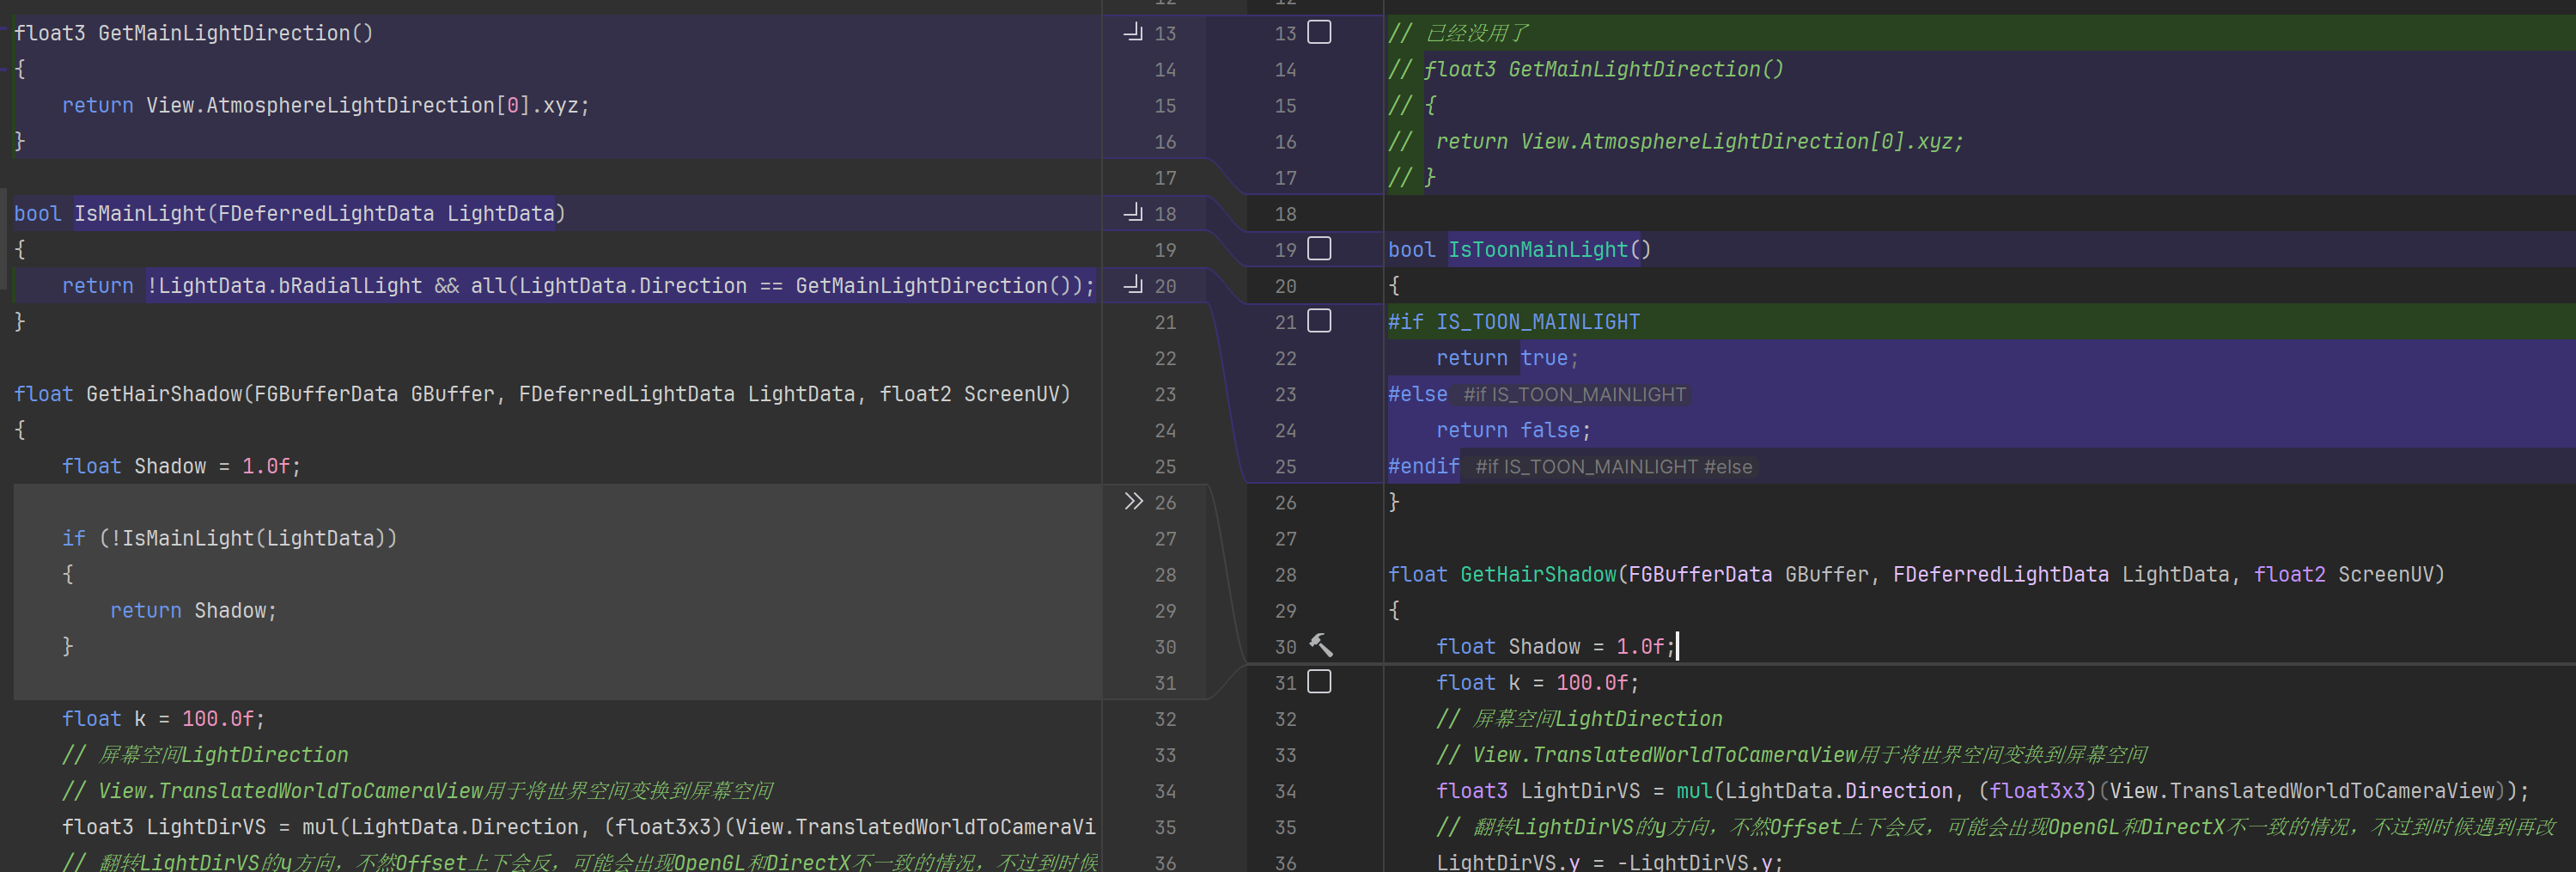 float3 GetMainLightDirection()
{
    return View.AtmosphereLightDirection[0].xyz;
}
bool IsMainLight(FDeferredLightData LightData)
{
    return !LightData.bRadialLight && all(LightData.Direction == GetMainLightDirection());
}
float GetHairShadow(FGBufferData GBuffer, FDeferredLightData LightData, float2 ScreenUV)
{
    float Shadow = 1.0f;
    if (!IsMainLight(LightData))
    {
        return Shadow;
    }
    float k = 100.0f;
    // 屏幕空间LightDirection
    // View.TranslatedWorldToCameraView用于将世界空间变换到屏幕空间
    float3 LightDirVS = mul(LightData.Direction, (float3x3)(View.TranslatedWorldToCameraVi
    // 翻转LightDirVS的y方向，不然Offset上下会反，可能会出现OpenGL和DirectX不一致的情况，不过到时候
13
14
15
16
17
18
19
20
21
22
23
24
25
26
27
28
29
30
31
32
33
34
35
36
13
14
15
16
17
18
19
20
21
22
23
24
25
26
27
28
29
30
31
32
33
34
35
36
// 已经没用了
// float3 GetMainLightDirection()
// {
//  return View.AtmosphereLightDirection[0].xyz;
// }
bool IsToonMainLight()
{
#if IS_TOON_MAINLIGHT
    return true;
#else #if IS_TOON_MAINLIGHT
    return false;
#endif #if IS_TOON_MAINLIGHT #else
}
float GetHairShadow(FGBufferData GBuffer, FDeferredLightData LightData, float2 ScreenUV)
{
    float Shadow = 1.0f;
    float k = 100.0f;
    // 屏幕空间LightDirection
    // View.TranslatedWorldToCameraView用于将世界空间变换到屏幕空间
    float3 LightDirVS = mul(LightData.Direction, (float3x3)(View.TranslatedWorldToCameraView));
    // 翻转LightDirVS的y方向，不然Offset上下会反，可能会出现OpenGL和DirectX不一致的情况，不过到时候遇到再改
    LightDirVS.y = -LightDirVS.y;